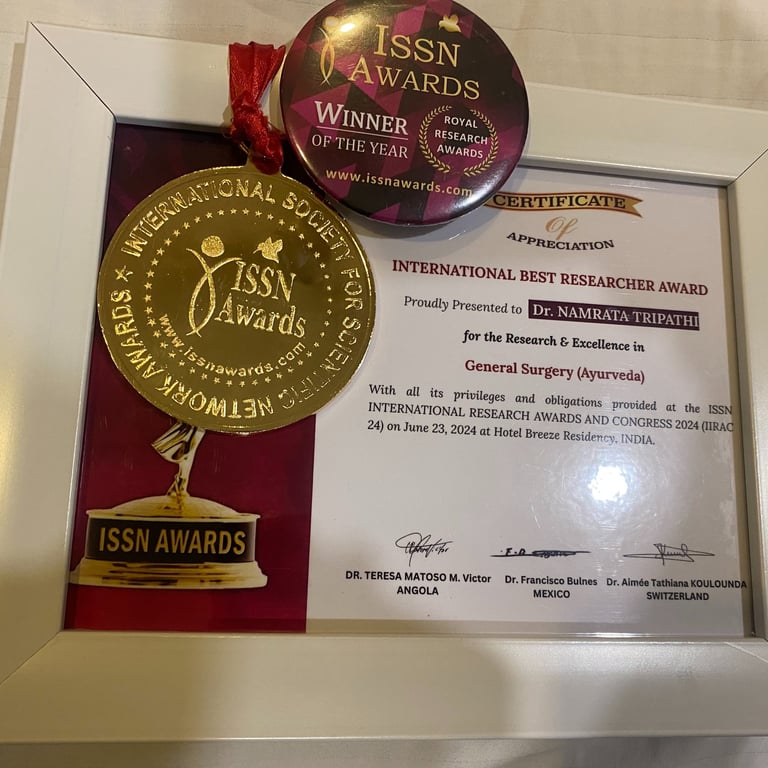 ISSN
AWARDS
WINNER
OF THE YEAR
ROYAL
RESEARCH
AWARDS
www.issnawards.com
INTERNATIONAL SOCIETY FOR SCIENTIFIC NETWORK AWARDS
ISSN
Awards
www.issnawards.com
CERTIFICATE
Of
APPRECIATION
INTERNATIONAL BEST RESEARCHER AWARD
Proudly Presented to Dr. NAMRATA TRIPATHI
for the Research & Excellence in
General Surgery (Ayurveda)
With all its privileges and obligations provided at the ISSN
INTERNATIONAL RESEARCH AWARDS AND CONGRESS 2024 (IIRAC
24) on June 23, 2024 at Hotel Breeze Residency, INDIA.
ISSN AWARDS
DR. TERESA MATOSO M. Victor
ANGOLA
Dr. Francisco Bulnes
MEXICO
Dr. Aimée Tathiana KOULOUNDA
SWITZERLAND